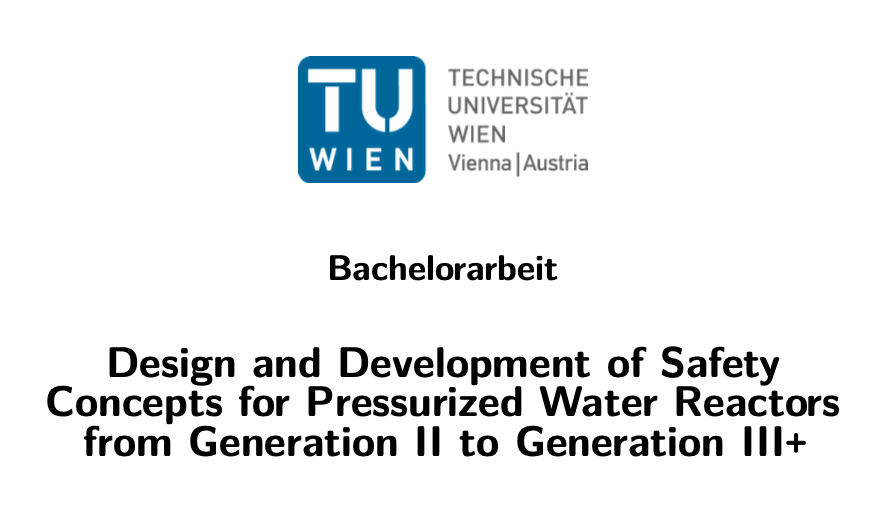 TU
WIEN
TECHNISCHE
UNIVERSITÄT
WIEN
Vienna|Austria
Bachelorarbeit
Design and Development of Safety
Concepts for Pressurized Water Reactors
from Generation II to Generation III+